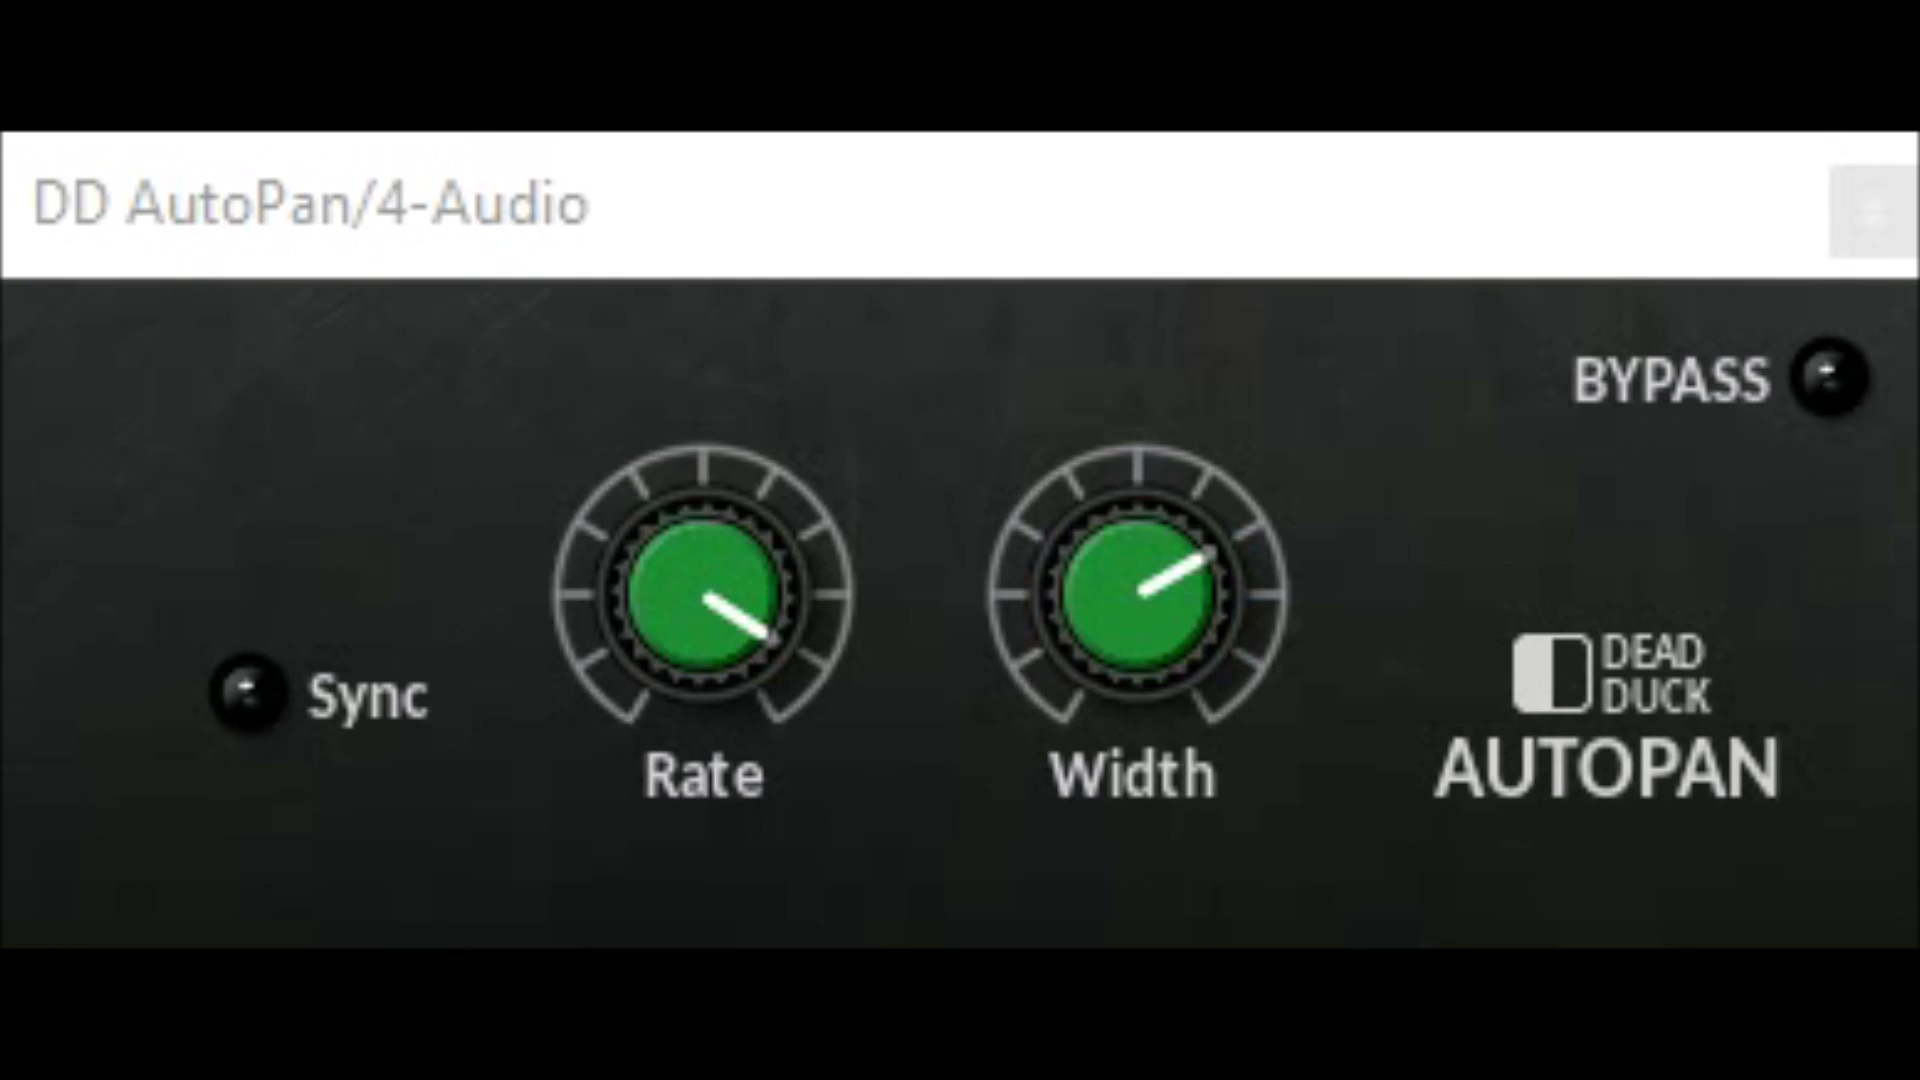 DD AutoPan/4-Audio
BYPASS
Sync
Rate
Width
DEAD
DUCK
AUTOPAN